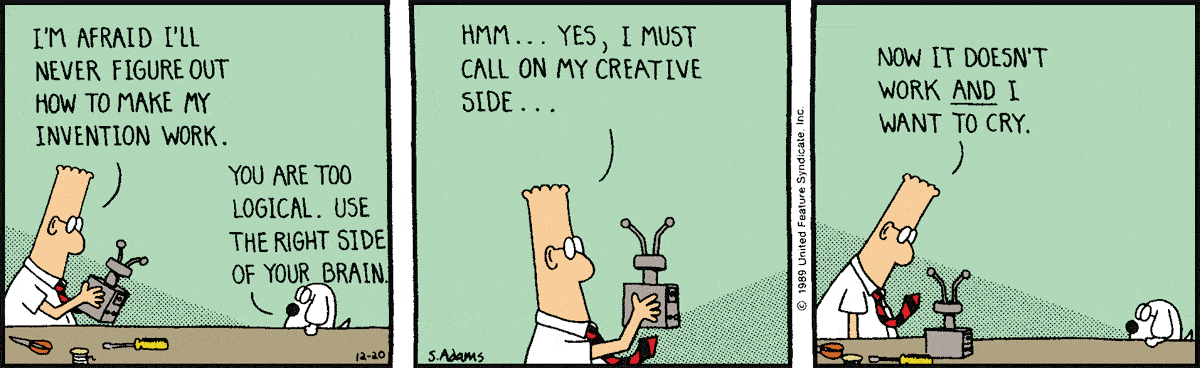 I'M AFRAID I'LL
NEVER FIGURE OUT
HOW TO MAKE MY
INVENTION WORK.
YOU ARE TOO
LOGICAL. USE
THE RIGHT SIDE
OF YOUR BRAIN.
12-20
HMM... YES, I MUST
CALL ON MY CREATIVE
SIDE...
S.Adams
© 1989 United Feature Syndicate, Inc.
NOW IT DOESN'T
WORK AND I
WANT TO CRY.